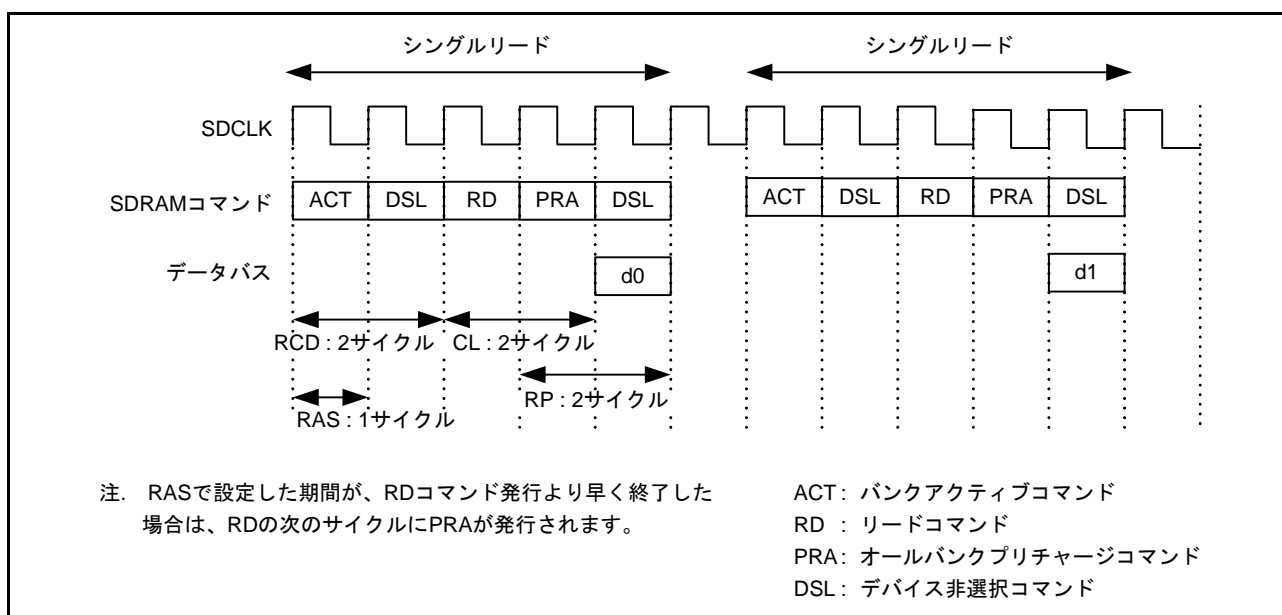 シングルリード シングルリード
SDCLK
SDRAMコマンド ACT DSL RD PRA DSL ACT DSL RD PRA DSL
データバス d0 d1
RCD : 2サイクル CL : 2サイクル
RP : 2サイクル
RAS : 1サイクル
注. RASで設定した期間が、RDコマンド発行より早く終了した
場合は、RDの次のサイクルにPRAが発行されます。
ACT : バンクアクティブコマンド
RD : リードコマンド
PRA : オールバンクプリチャージコマンド
DSL : デバイス非選択コマンド